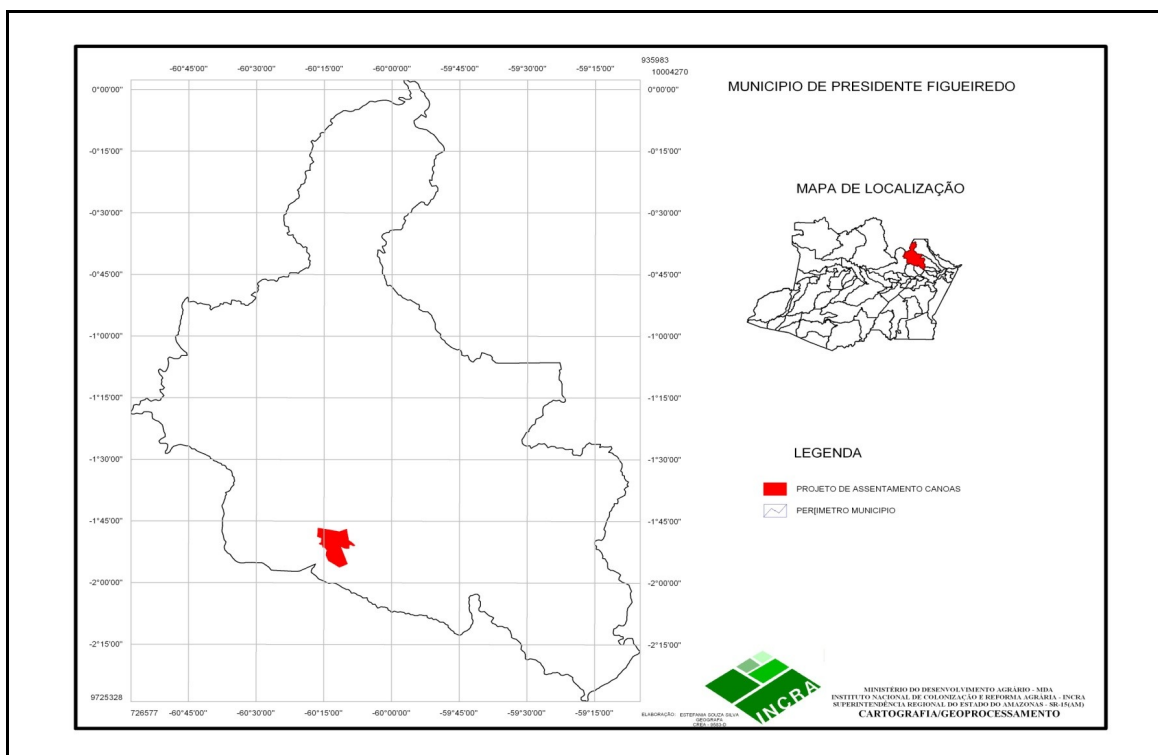 935983
-60°45'00" -60°30'00" -60°15'00" -60°00'00" -59°45'00" -59°30'00" -59°15'00" 10004270
0°00'00" 0°00'00"
-0°15'00" -0°15'00"
-0°30'00" -0°30'00"
-0°45'00" -0°45'00"
-1°00'00" -1°00'00"
-1°15'00" -1°15'00"
-1°30'00" -1°30'00"
-1°45'00" -1°45'00"
-2°00'00" -2°00'00"
-2°15'00" -2°15'00"
9725328
726577 -60°45'00" -60°30'00" -60°15'00" -60°00'00" -59°45'00" -59°30'00" -59°15'00"
MUNICIPIO DE PRESIDENTE FIGUEIREDO
MAPA DE LOCALIZAÇÃO
LEGENDA
PROJETO DE ASSENTAMENTO CANOAS
PER[IMETRO MUNICIPIO
ELABORAÇÃO: ESTEFANIA SOUZA SILVA
GEOGRAFA
CREA - 9563-D
INCRA
MINISTÉRIO DO DESENVOLVIMENTO AGRÁRIO - MDA
INSTITUTO NACIONAL DE COLONIZAÇÃO E REFORMA AGRÁRIA - INCRA
SUPERINTENDÊNCIA REGIONAL DO ESTADO DO AMAZONAS - SR-15(AM)
CARTOGRAFIA/GEOPROCESSAMENTO